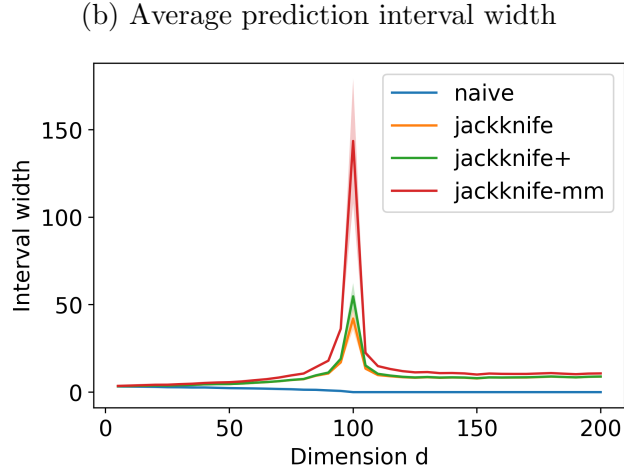 (b) Average prediction interval width
naive
jackknife
jackknife+
jackknife-mm
Interval width
150
100
50
0
0
50
100
150
200
Dimension d